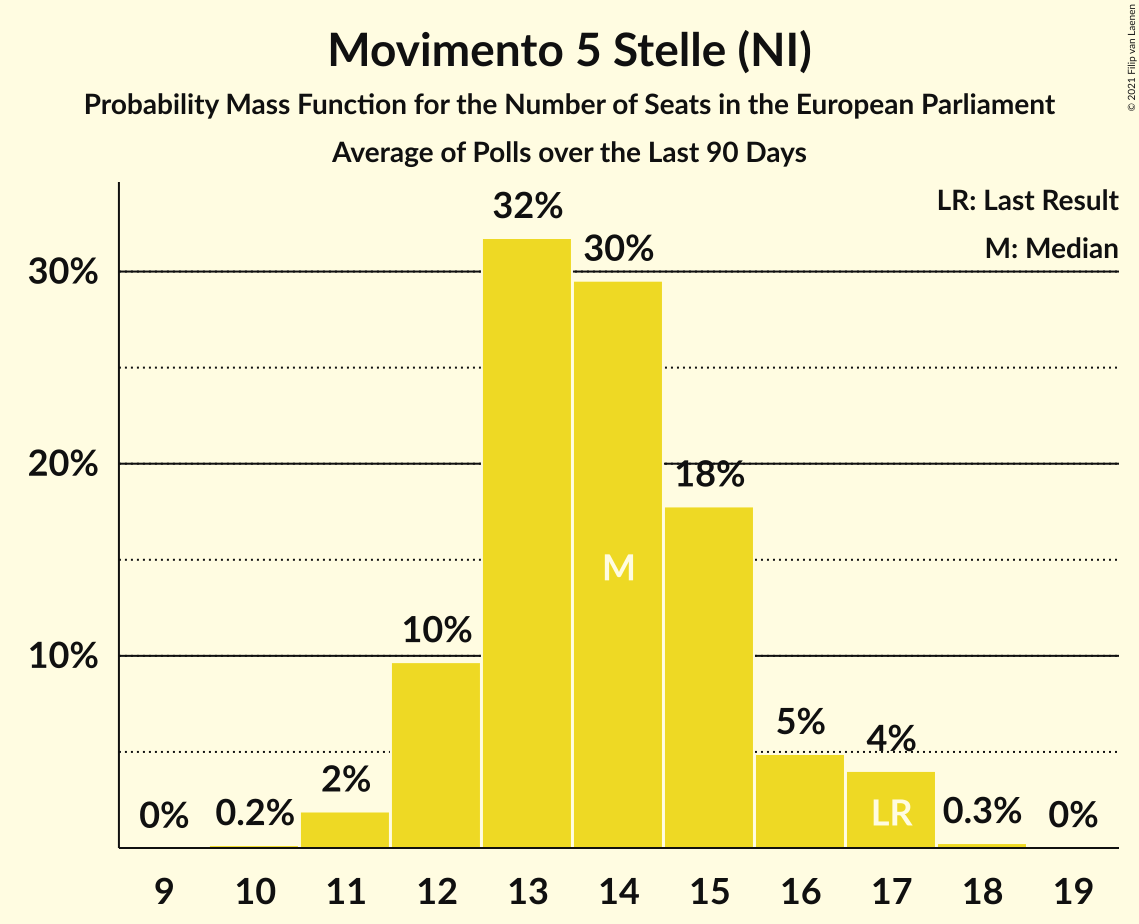 Movimento 5 Stelle (NI)
Probability Mass Function for the Number of Seats in the European Parliament
Average of Polls over the Last 90 Days
© 2021 Filip van Laenen
LR: Last Result
M: Median
32%
30%
30%
20%
18%
M
10%
10%
5%
4%
2%
LR
0%
0.2%
0.3%
0%
9 10 11 12 13 14 15 16 17 18 19